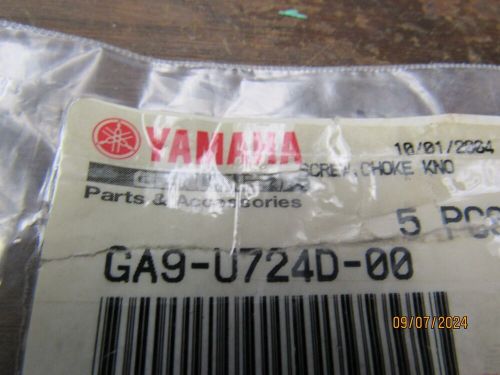 YAMAHA
10/01/2004
SCREW, CHOKE KNO
Parts & Accessories
5 PCS
GA9-U724D-00
09/07/2024